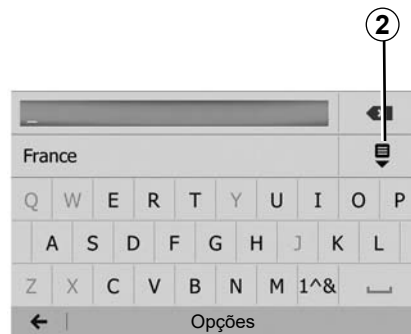 2
_
France
Q W E R T Y U I O P
A S D F G H J K L
Z X C V B N M 1^&
Opções